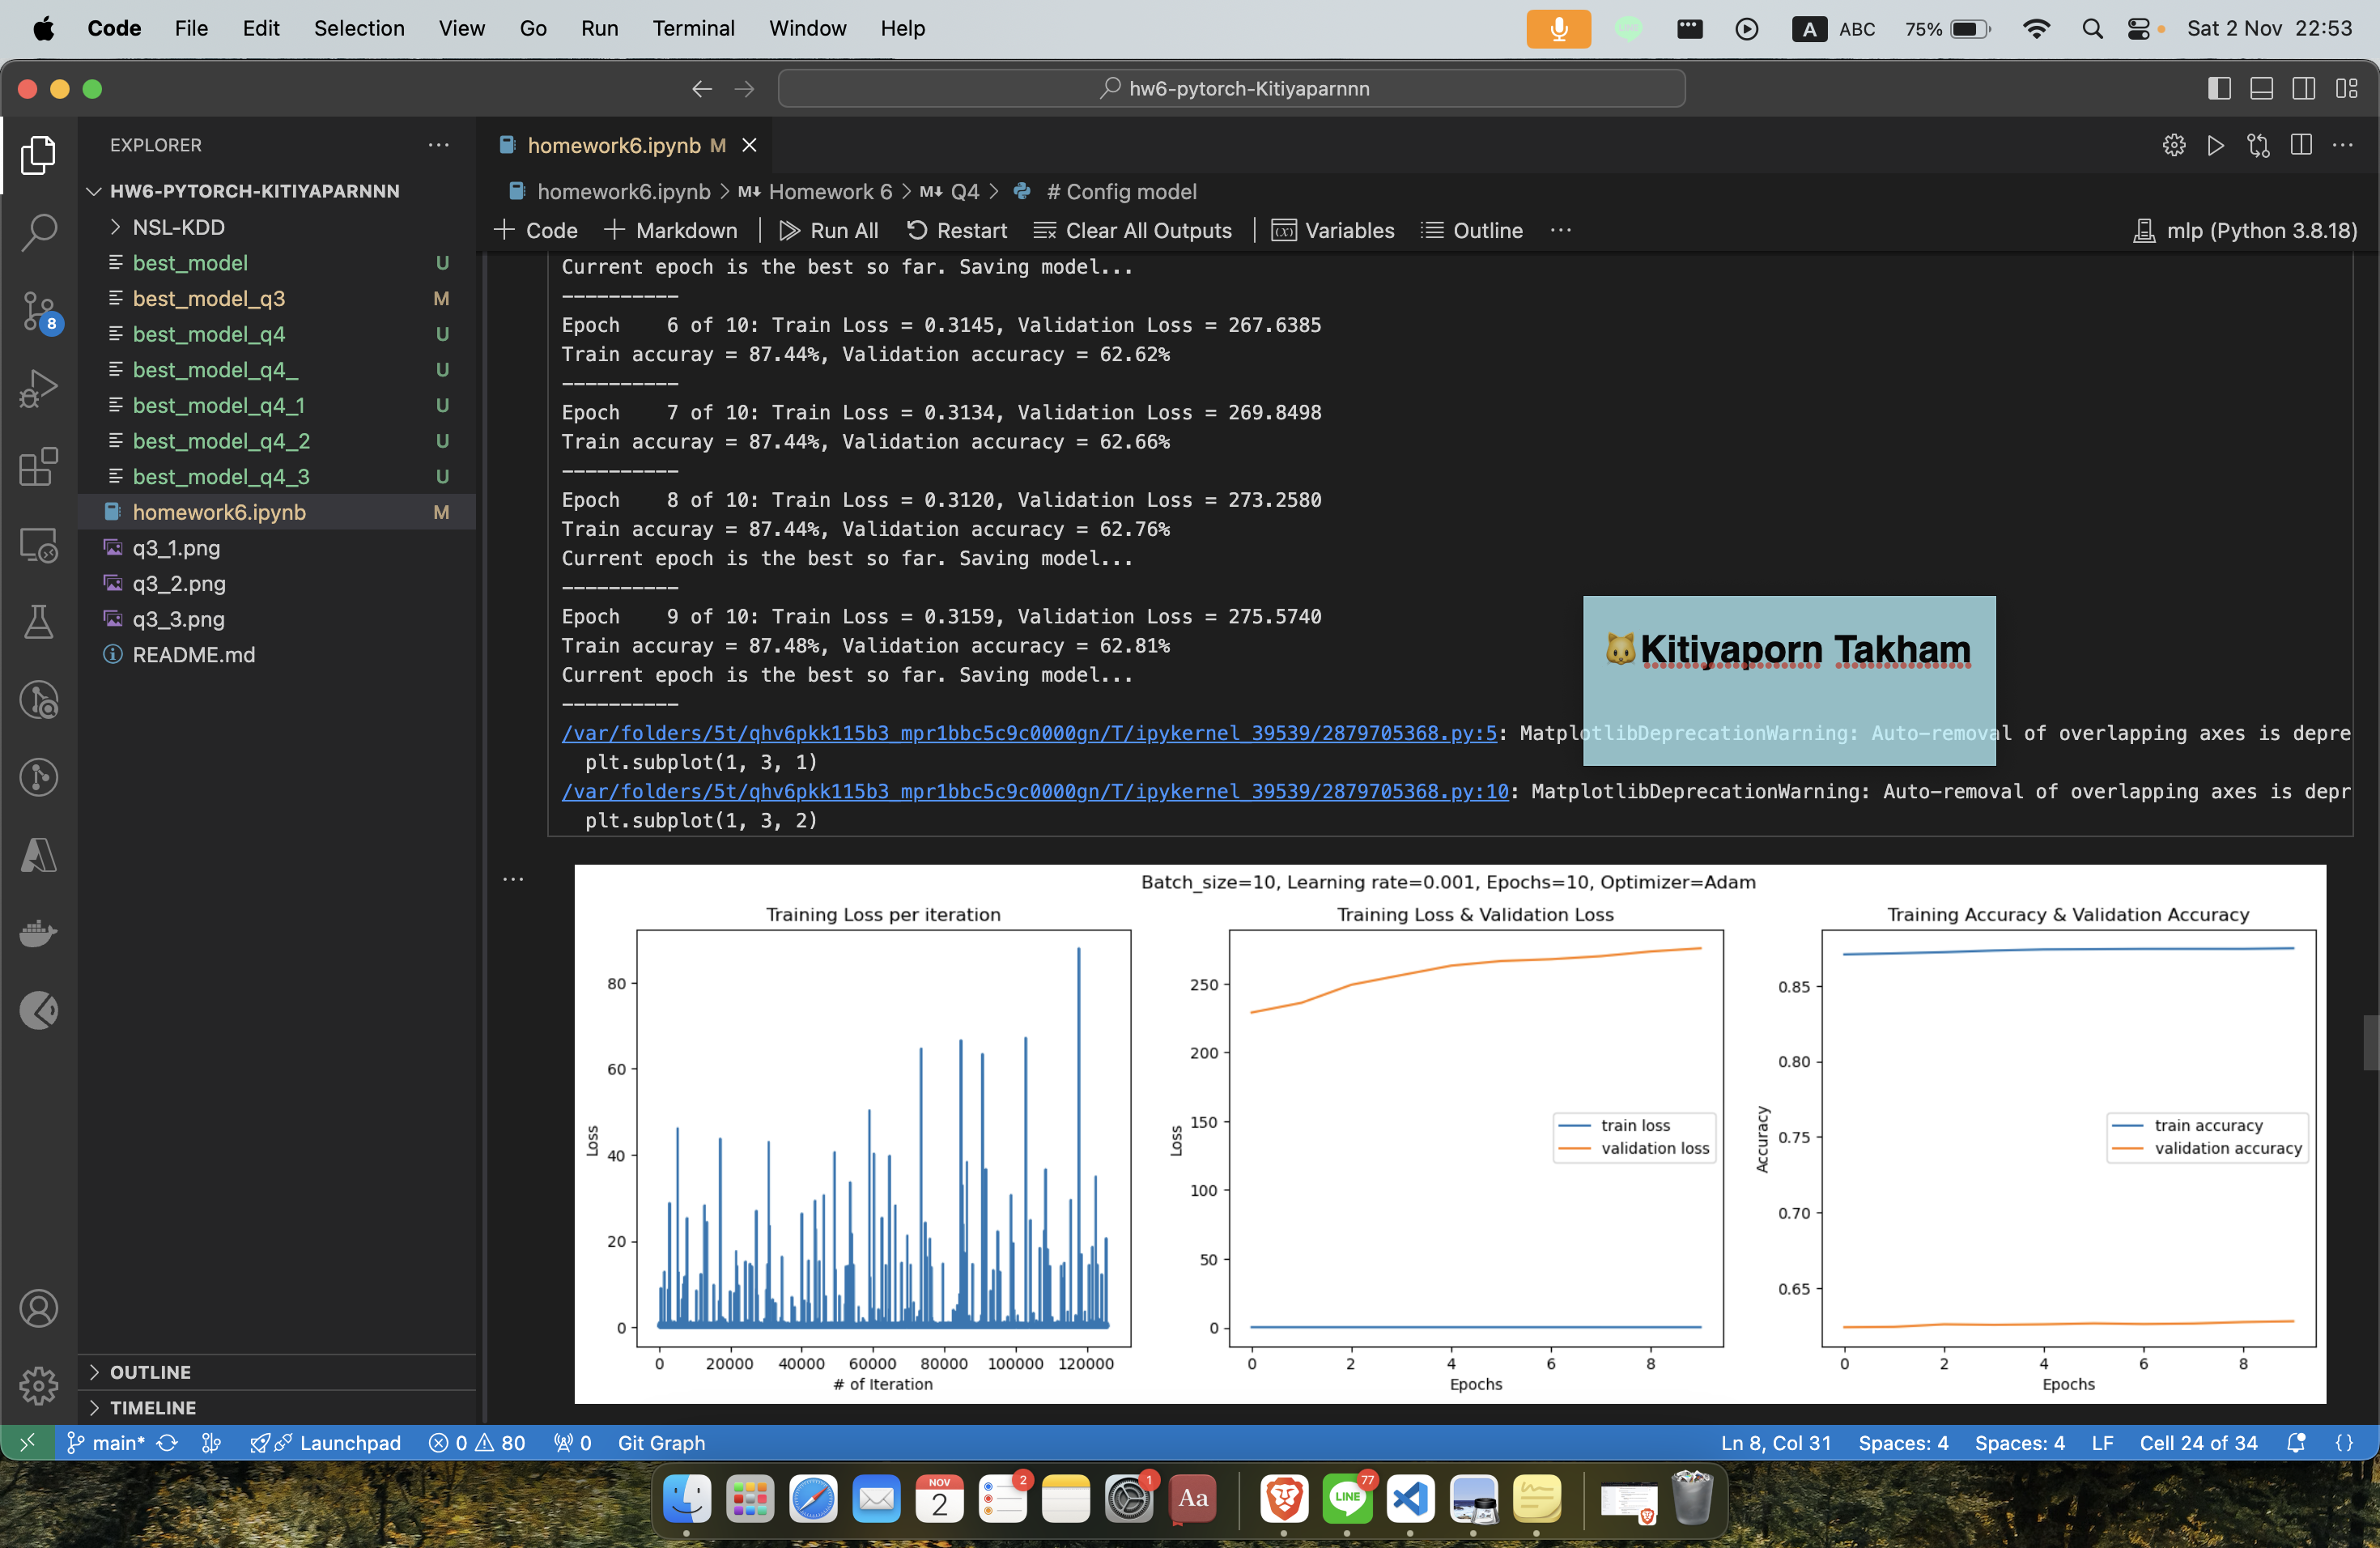 Code File Edit Selection View Go Run Terminal Window Help
A ABC 75% Sat 2 Nov 22:53
hw6-pytorch-Kitiyaparnnn
EXPLORER
HW6-PYTORCH-KITIYAPARNNN
NSL-KDD
best_model U
best_model_q3 M
best_model_q4 U
best_model_q4_ U
best_model_q4_1 U
best_model_q4_2 U
best_model_q4_3 U
homework6.ipynb M
q3_1.png
q3_2.png
q3_3.png
README.md
8
OUTLINE
TIMELINE
homework6.ipynb M
homework6.ipynb > M↓ Homework 6 > M↓ Q4 > # Config model
+ Code + Markdown | Run All Restart Clear All Outputs | Variables Outline ...
mlp (Python 3.8.18)
Current epoch is the best so far. Saving model...
----------
Epoch    6 of 10: Train Loss = 0.3145, Validation Loss = 267.6385
Train accuray = 87.44%, Validation accuracy = 62.62%
----------
Epoch    7 of 10: Train Loss = 0.3134, Validation Loss = 269.8498
Train accuray = 87.44%, Validation accuracy = 62.66%
----------
Epoch    8 of 10: Train Loss = 0.3120, Validation Loss = 273.2580
Train accuray = 87.44%, Validation accuracy = 62.76%
Current epoch is the best so far. Saving model...
----------
Epoch    9 of 10: Train Loss = 0.3159, Validation Loss = 275.5740
Train accuray = 87.48%, Validation accuracy = 62.81%
Current epoch is the best so far. Saving model...
----------
/var/folders/5t/qhv6pkk115b3_mpr1bbc5c9c0000gn/T/ipykernel_39539/2879705368.py:5: MatplotlibDeprecationWarning: Auto-removal of overlapping axes is depre
plt.subplot(1, 3, 1)
/var/folders/5t/qhv6pkk115b3_mpr1bbc5c9c0000gn/T/ipykernel_39539/2879705368.py:10: MatplotlibDeprecationWarning: Auto-removal of overlapping axes is depr
plt.subplot(1, 3, 2)
🐱Kitiyaporn Takham
Batch_size=10, Learning rate=0.001, Epochs=10, Optimizer=Adam
Training Loss per iteration
Loss
80
60
40
20
0
0 20000 40000 60000 80000 100000 120000
# of Iteration
Training Loss & Validation Loss
Loss
250
200
150
100
50
0
train loss
validation loss
0 2 4 6 8
Epochs
Training Accuracy & Validation Accuracy
Accuracy
0.85
0.80
0.75
0.70
0.65
train accuracy
validation accuracy
0 2 4 6 8
Epochs
main* Launchpad 0 80 0 Git Graph
Ln 8, Col 31 Spaces: 4 Spaces: 4 LF Cell 24 of 34 {}
NOV
2
2
1
Aa
LINE
77